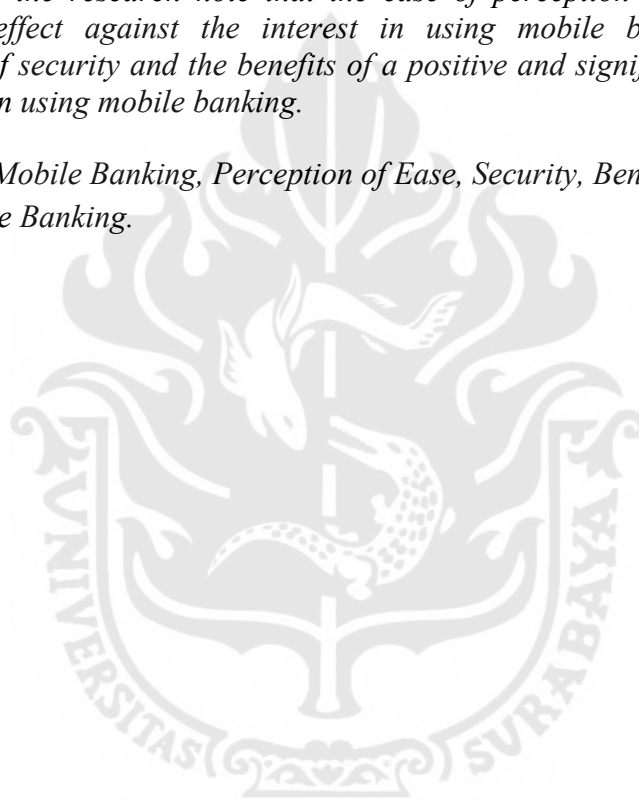 the research note that the ease of perception
effect against the interest in using mobile b
f security and the benefits of a positive and signif
n using mobile banking.
Mobile Banking, Perception of Ease, Security, Ben
e Banking.
UNIVERSITAS SURABAYA